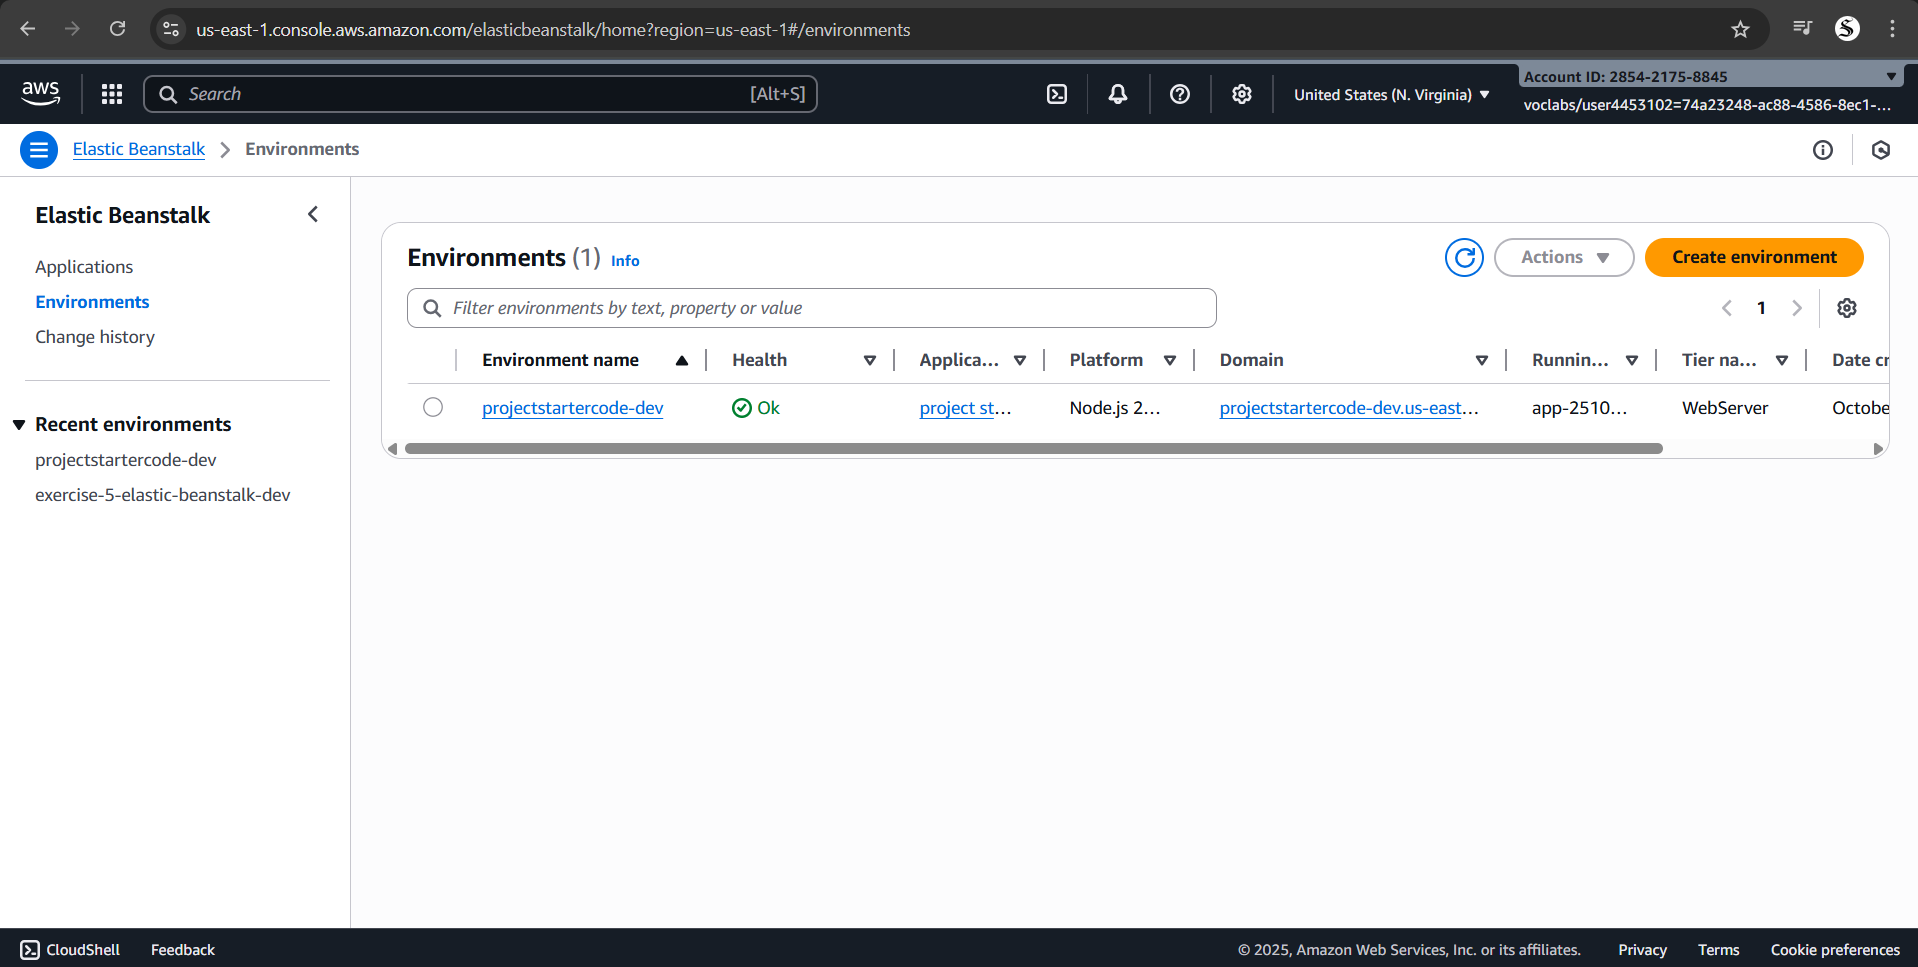 us-east-1.console.aws.amazon.com/elasticbeanstalk/home?region=us-east-1#/environments
aws
Search
[Alt+S]
United States (N. Virginia)
Account ID: 2854-2175-8845
voclabs/user4453102=74a23248-ac88-4586-8ec1-...
Elastic Beanstalk
Environments
Elastic Beanstalk
Applications
Environments
Change history
Recent environments
projectstartercode-dev
exercise-5-elastic-beanstalk-dev
Environments (1) Info
Actions
Create environment
Filter environments by text, property or value
1
Environment name Health Applica... Platform Domain Runnin... Tier na... Date cr
projectstartercode-dev Ok project st... Node.js 2... projectstartercode-dev.us-east... app-2510... WebServer Octobe
CloudShell Feedback © 2025, Amazon Web Services, Inc. or its affiliates. Privacy Terms Cookie preferences